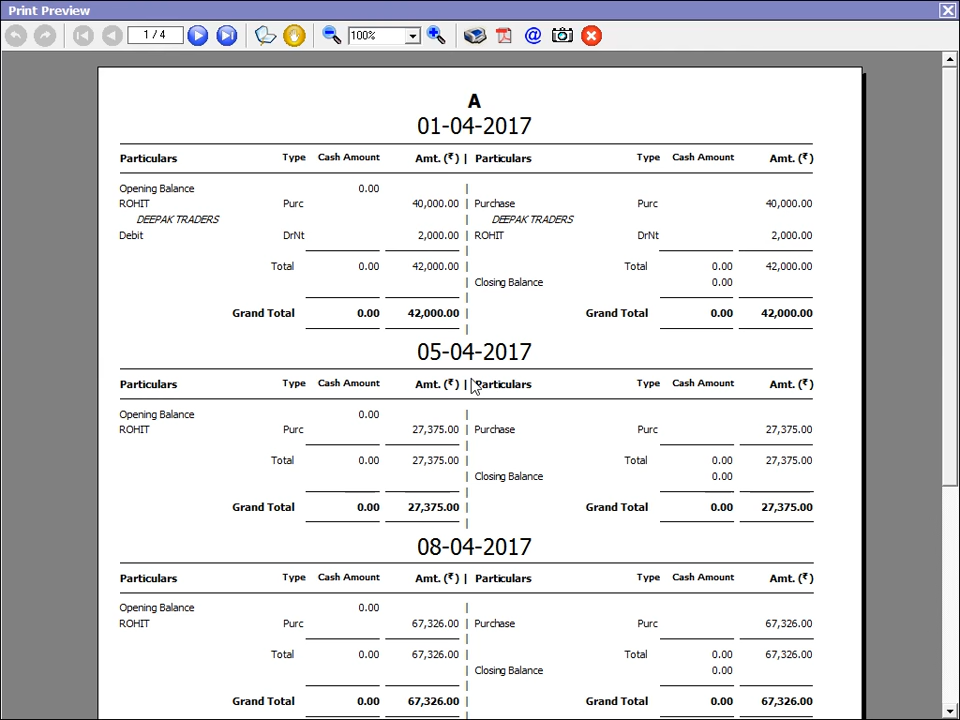 Print Preview
1 / 4
100%
@
A
01-04-2017
Particulars Type Cash Amount Amt. (₹) | Particulars Type Cash Amount Amt. (₹)
Opening Balance 0.00 |
ROHIT Purc 40,000.00 | Purchase Purc 40,000.00
DEEPAK TRADERS | DEEPAK TRADERS
Debit DrNt 2,000.00 | ROHIT DrNt 2,000.00
Total 0.00 42,000.00 | Total 0.00 42,000.00
| Closing Balance 0.00
Grand Total 0.00 42,000.00 | Grand Total 0.00 42,000.00
05-04-2017
Particulars Type Cash Amount Amt. (₹) | Particulars Type Cash Amount Amt. (₹)
Opening Balance 0.00 |
ROHIT Purc 27,375.00 | Purchase Purc 27,375.00
Total 0.00 27,375.00 | Total 0.00 27,375.00
| Closing Balance 0.00
Grand Total 0.00 27,375.00 | Grand Total 0.00 27,375.00
08-04-2017
Particulars Type Cash Amount Amt. (₹) | Particulars Type Cash Amount Amt. (₹)
Opening Balance 0.00 |
ROHIT Purc 67,326.00 | Purchase Purc 67,326.00
Total 0.00 67,326.00 | Total 0.00 67,326.00
| Closing Balance 0.00
Grand Total 0.00 67,326.00 | Grand Total 0.00 67,326.00